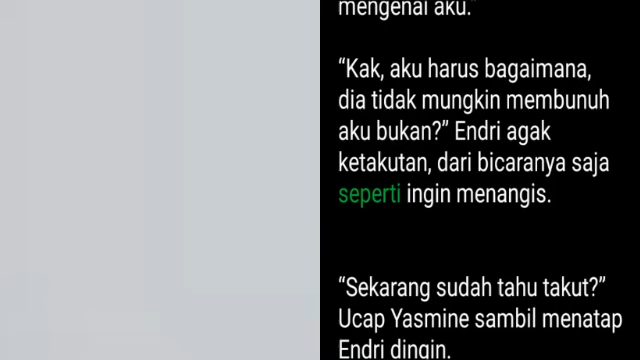 mengenai aku.”
“Kak, aku harus bagaimana,
dia tidak mungkin membunuh
aku bukan?” Endri agak
ketakutan, dari bicaranya saja
seperti ingin menangis.
“Sekarang sudah tahu takut?”
Ucap Yasmine sambil menatap
Endri dingin.